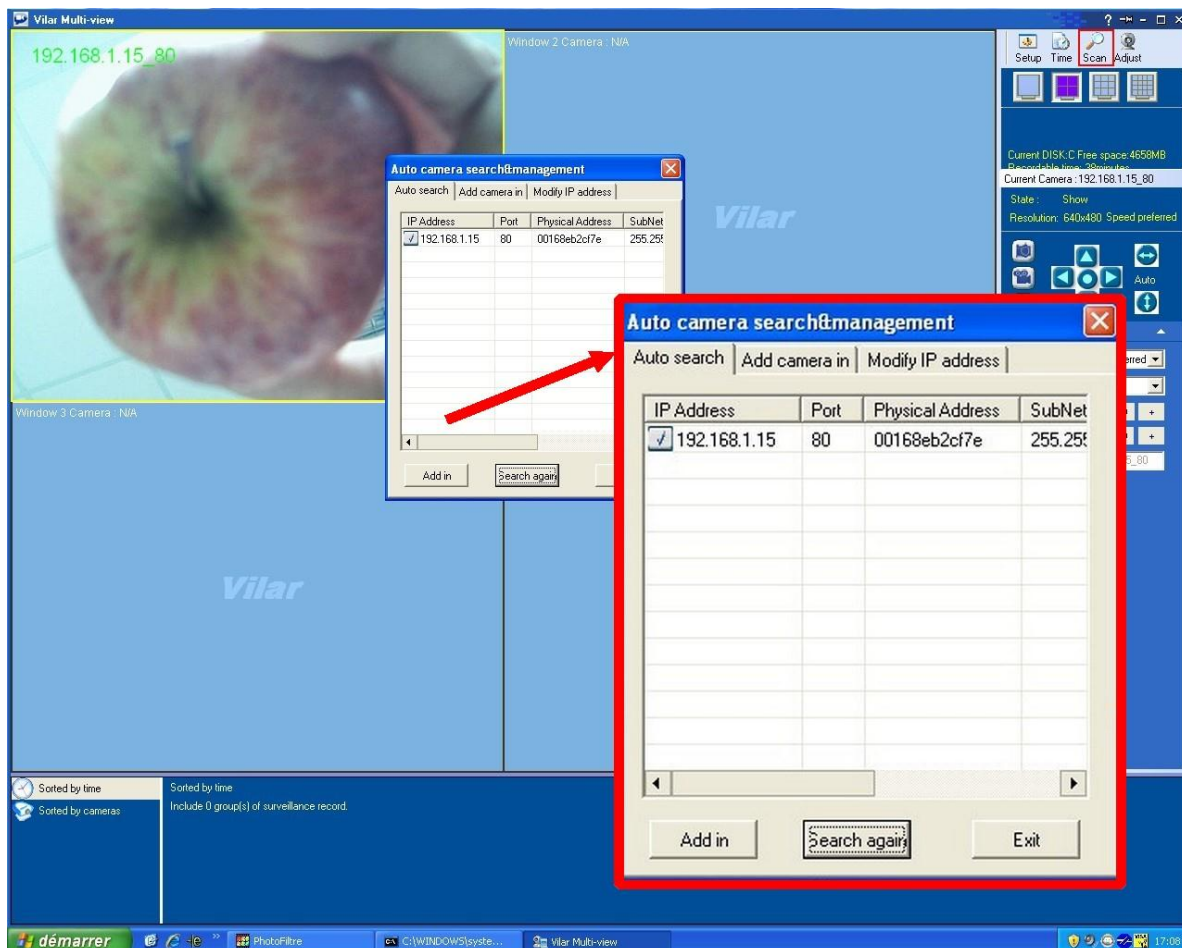 Vilar Multi-view
192.168.1.15_80
Window 2 Camera : N/A
Setup Time Scan Adjust
Current DISK:C Free space:4658MB
Recordable time: 38minutes
Current Camera :192.168.1.15_80
State : Show
Resolution: 640x480 Speed preferred
Auto
Vilar
Auto camera search&management
Auto search Add camera in Modify IP address
IP Address Port Physical Address SubNet
192.168.1.15 80 00168eb2cf7e 255.255
Add in Search again
Auto camera search&management
Auto search Add camera in Modify IP address
IP Address Port Physical Address SubNet
192.168.1.15 80 00168eb2cf7e 255.255
Add in Search again Exit
Window 3 Camera : N/A
Vilar
Sorted by time
Sorted by cameras
Sorted by time
Include 0 group(s) of surveillance record.
démarrer PhotoFiltre C:\WINDOWS\syste... Vilar Multi-view 17:08